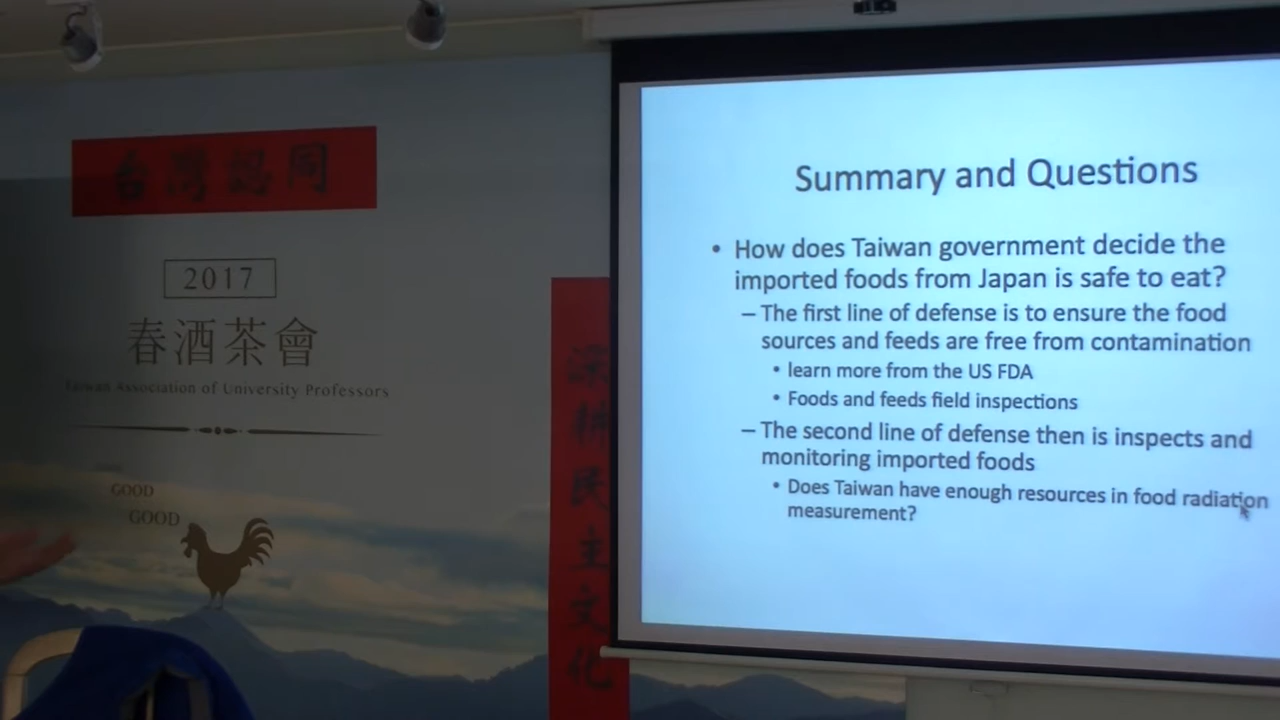 台灣認同
2017
春酒茶會
Taiwan Association of University Professors
GOOD
GOOD
深耕民主文化
Summary and Questions
• How does Taiwan government decide the
imported foods from Japan is safe to eat?
– The first line of defense is to ensure the food
sources and feeds are free from contamination
• learn more from the US FDA
• Foods and feeds field inspections
– The second line of defense then is inspects and
monitoring imported foods
• Does Taiwan have enough resources in food radiation
measurement?